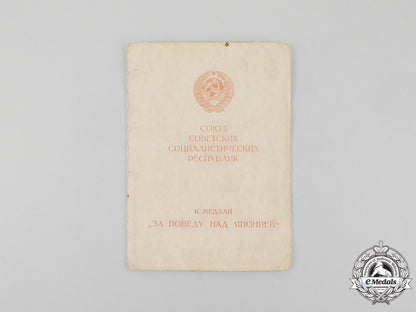 СОЮЗ
СОВЕТСКИХ
СОЦИАЛИСТИЧЕСКИХ
РЕСПУБЛИК
К МЕДАЛИ
„ЗА ПОБЕДУ НАД ЯПОНИЕЙ“
eMedals